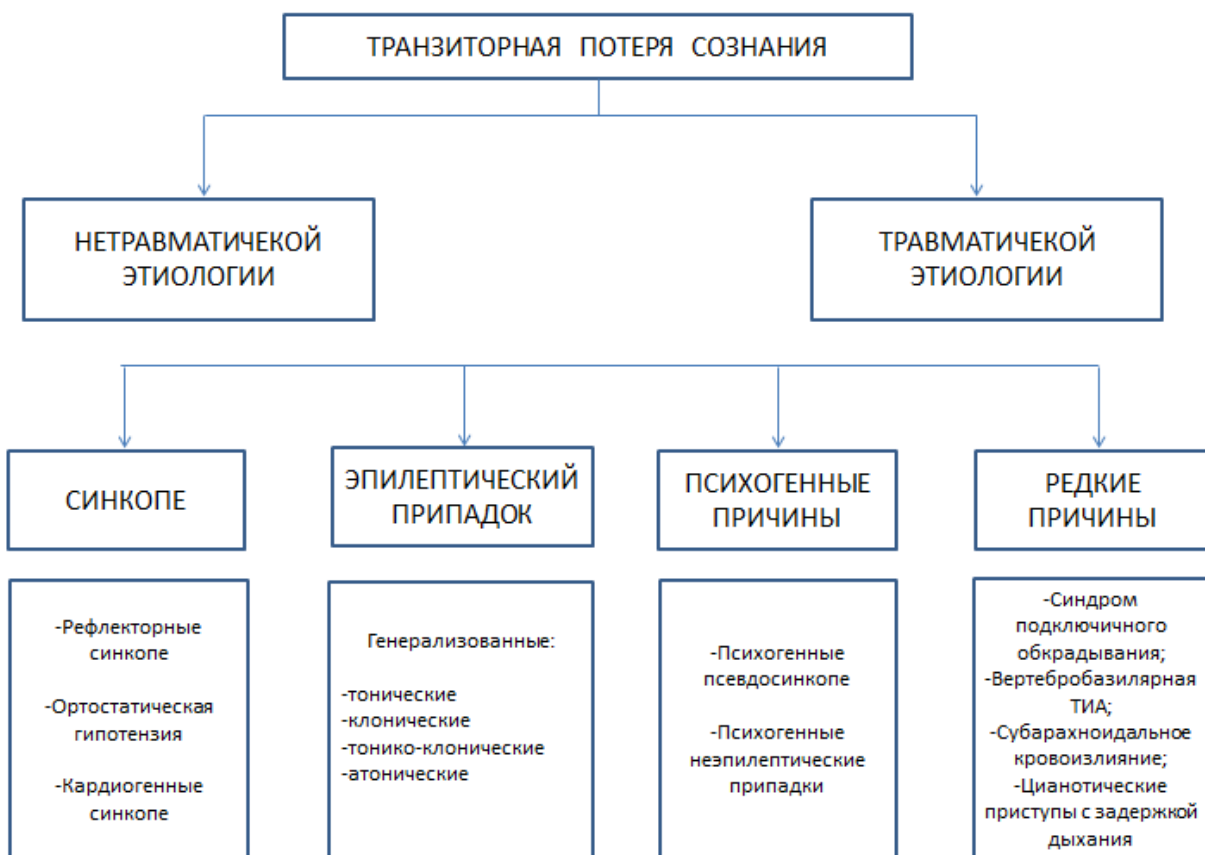 ТРАНЗИТОРНАЯ ПОТЕРЯ СОЗНАНИЯ
НЕТРАВМАТИЧЕКОЙ
ЭТИОЛОГИИ
ТРАВМАТИЧЕКОЙ
ЭТИОЛОГИИ
СИНКОПЕ
ЭПИЛЕПТИЧЕСКИЙ
ПРИПАДОК
ПСИХОГЕННЫЕ
ПРИЧИНЫ
РЕДКИЕ
ПРИЧИНЫ
-Рефлекторные
синкопе
-Ортостатическая
гипотензия
-Кардиогенные
синкопе
Генерализованные:
-тонические
-клонические
-тонико-клонические
-атонические
-Психогенные
псевдосинкопе
-Психогенные
неэпилептические
припадки
-Синдром
подключичного
обкрадывания;
-Вертебробазилярная
ТИА;
-Субарахноидальное
кровоизлияние;
-Цианотические
приступы с задержкой
дыхания